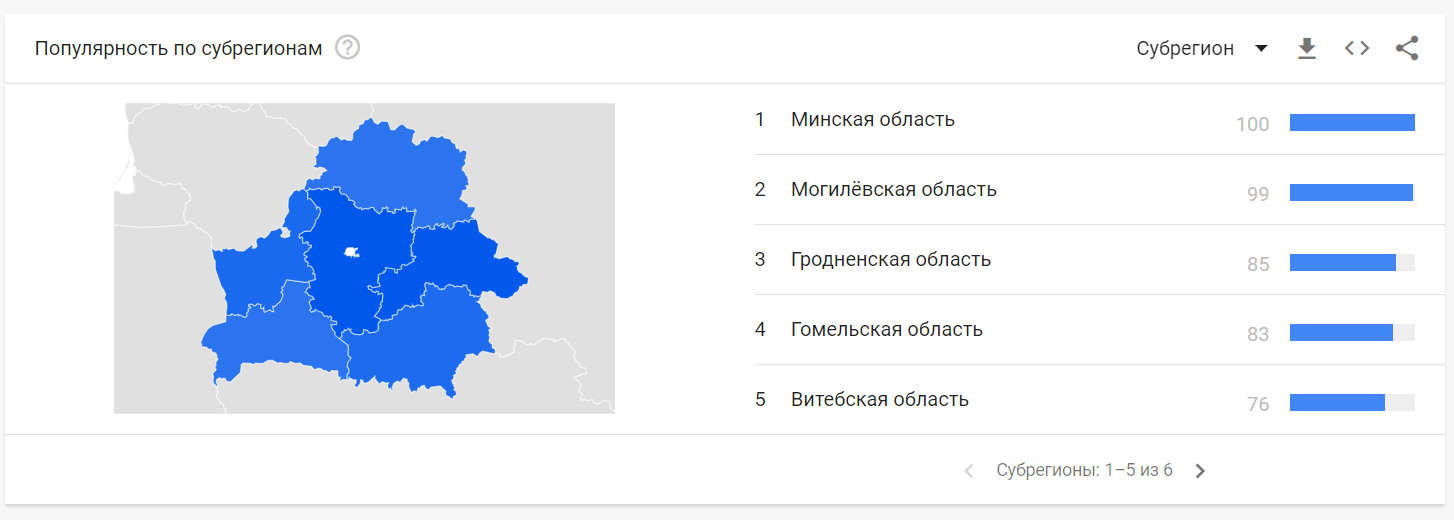 Популярность по субрегионам ?
Субрегион
1 Минская область 100
2 Могилёвская область 99
3 Гродненская область 85
4 Гомельская область 83
5 Витебская область 76
Субрегионы: 1–5 из 6